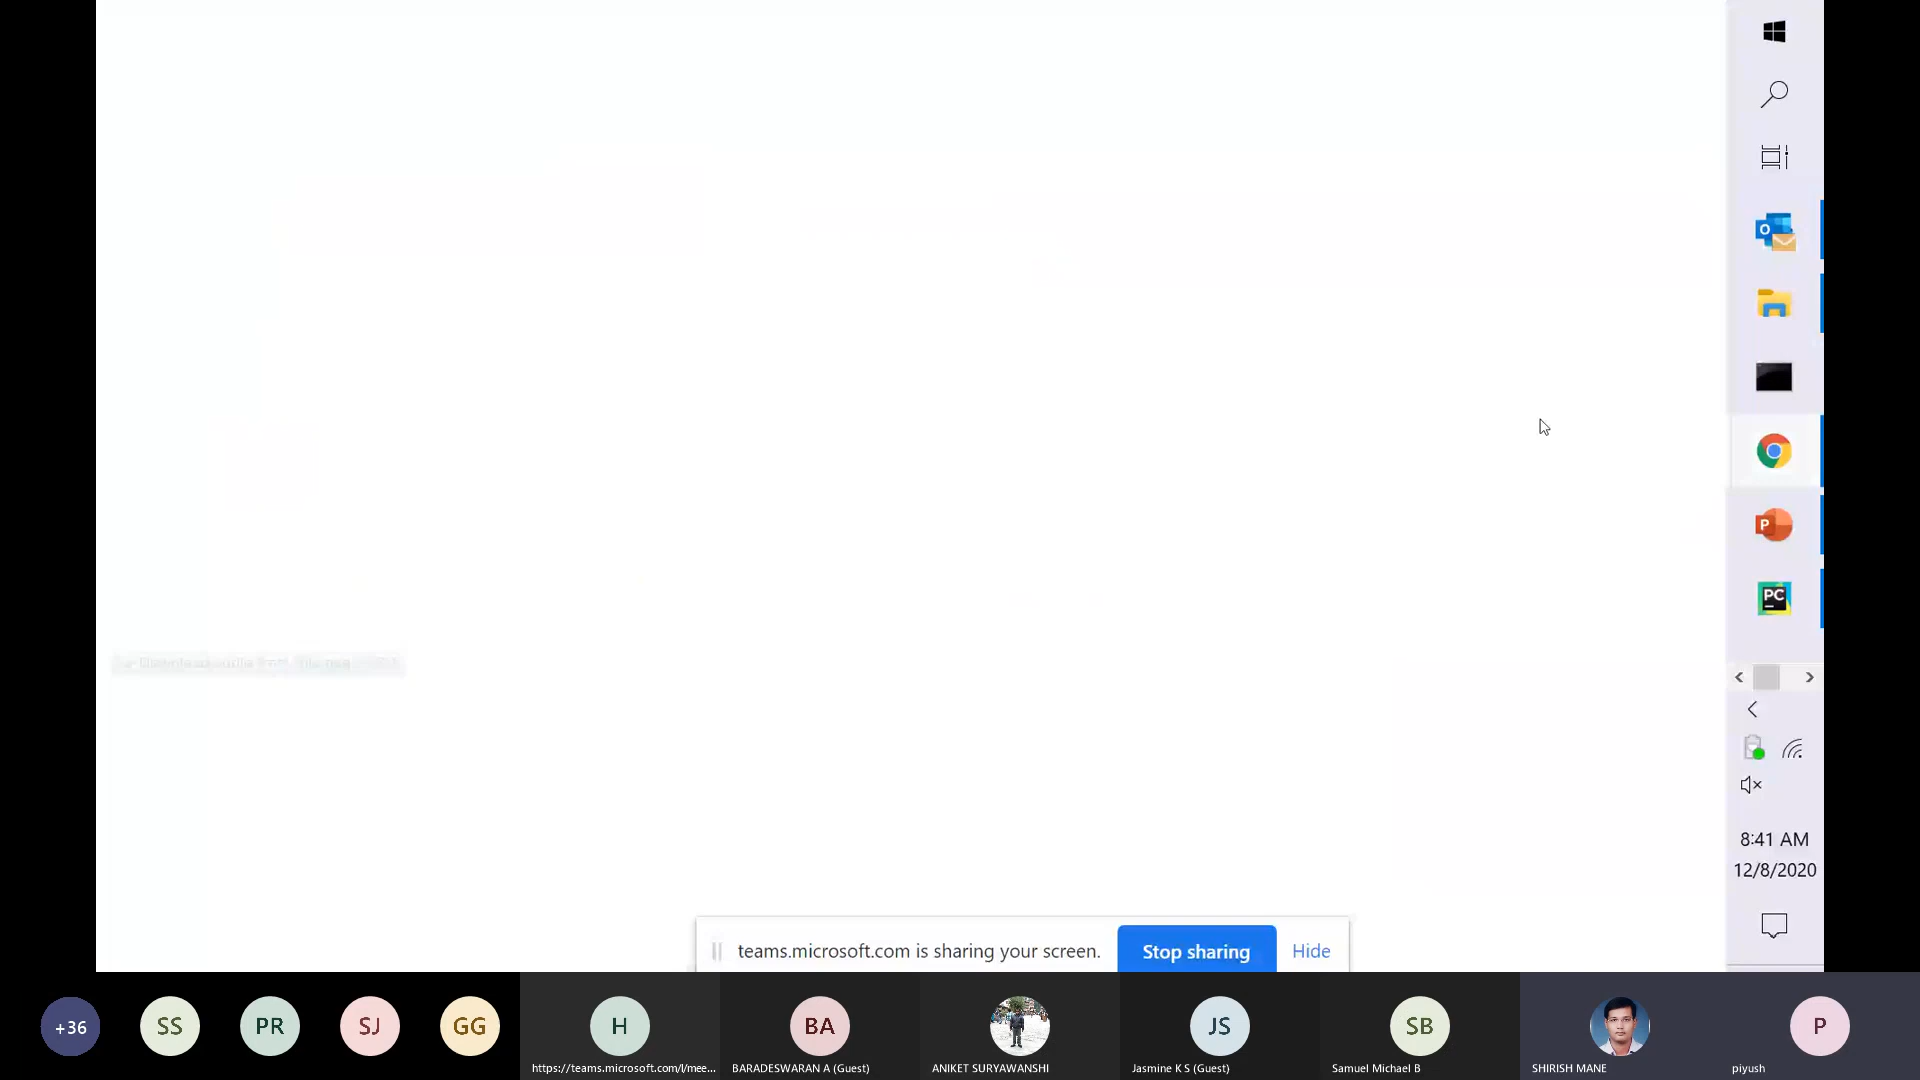 O
P
PC
8:41 AM
12/8/2020
teams.microsoft.com is sharing your screen.
Stop sharing
Hide
+36
SS
PR
SJ
GG
H
BA
JS
SB
P
https://teams.microsoft.com/l/mee...
BARADESWARAN A (Guest)
ANIKET SURYAWANSHI
Jasmine K S (Guest)
Samuel Michael B
SHIRISH MANE
piyush